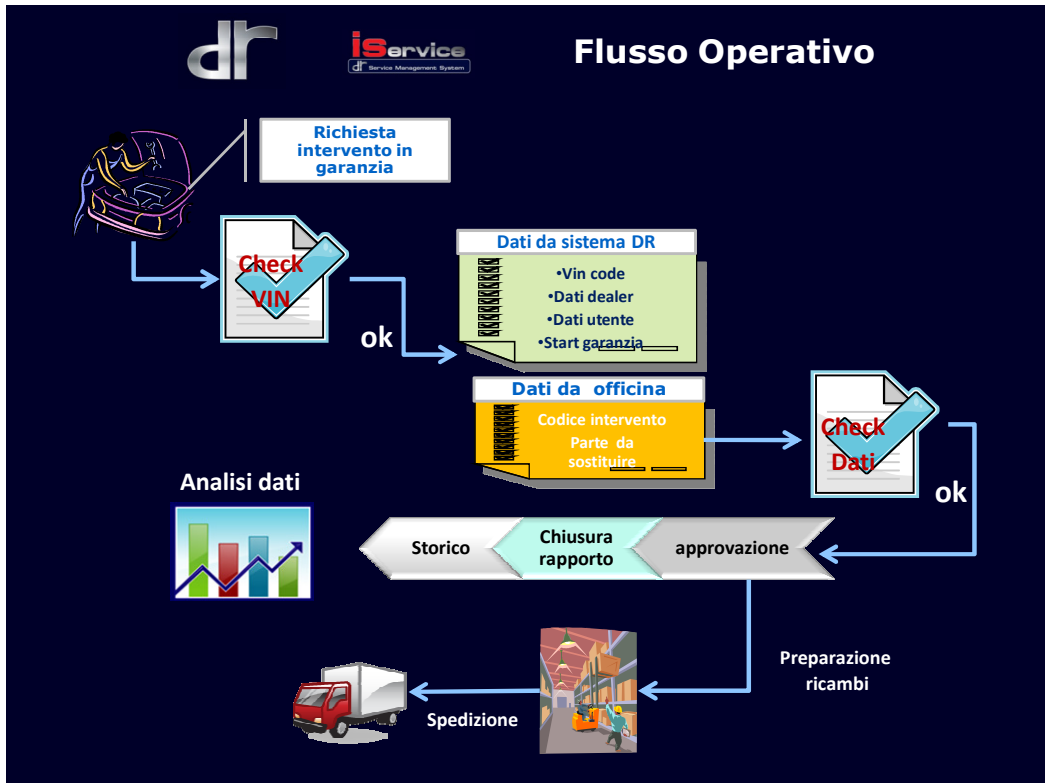 dr
iService
dr Service Management System
Flusso Operativo
Richiesta
intervento in
garanzia
Check
VIN
ok
Dati da sistema DR
•Vin code
•Dati dealer
•Dati utente
•Start garanzia
Dati da officina
Codice intervento
Parte da
sostituire
Check
Dati
ok
Analisi dati
Storico
Chiusura
rapporto
approvazione
Preparazione
ricambi
Spedizione